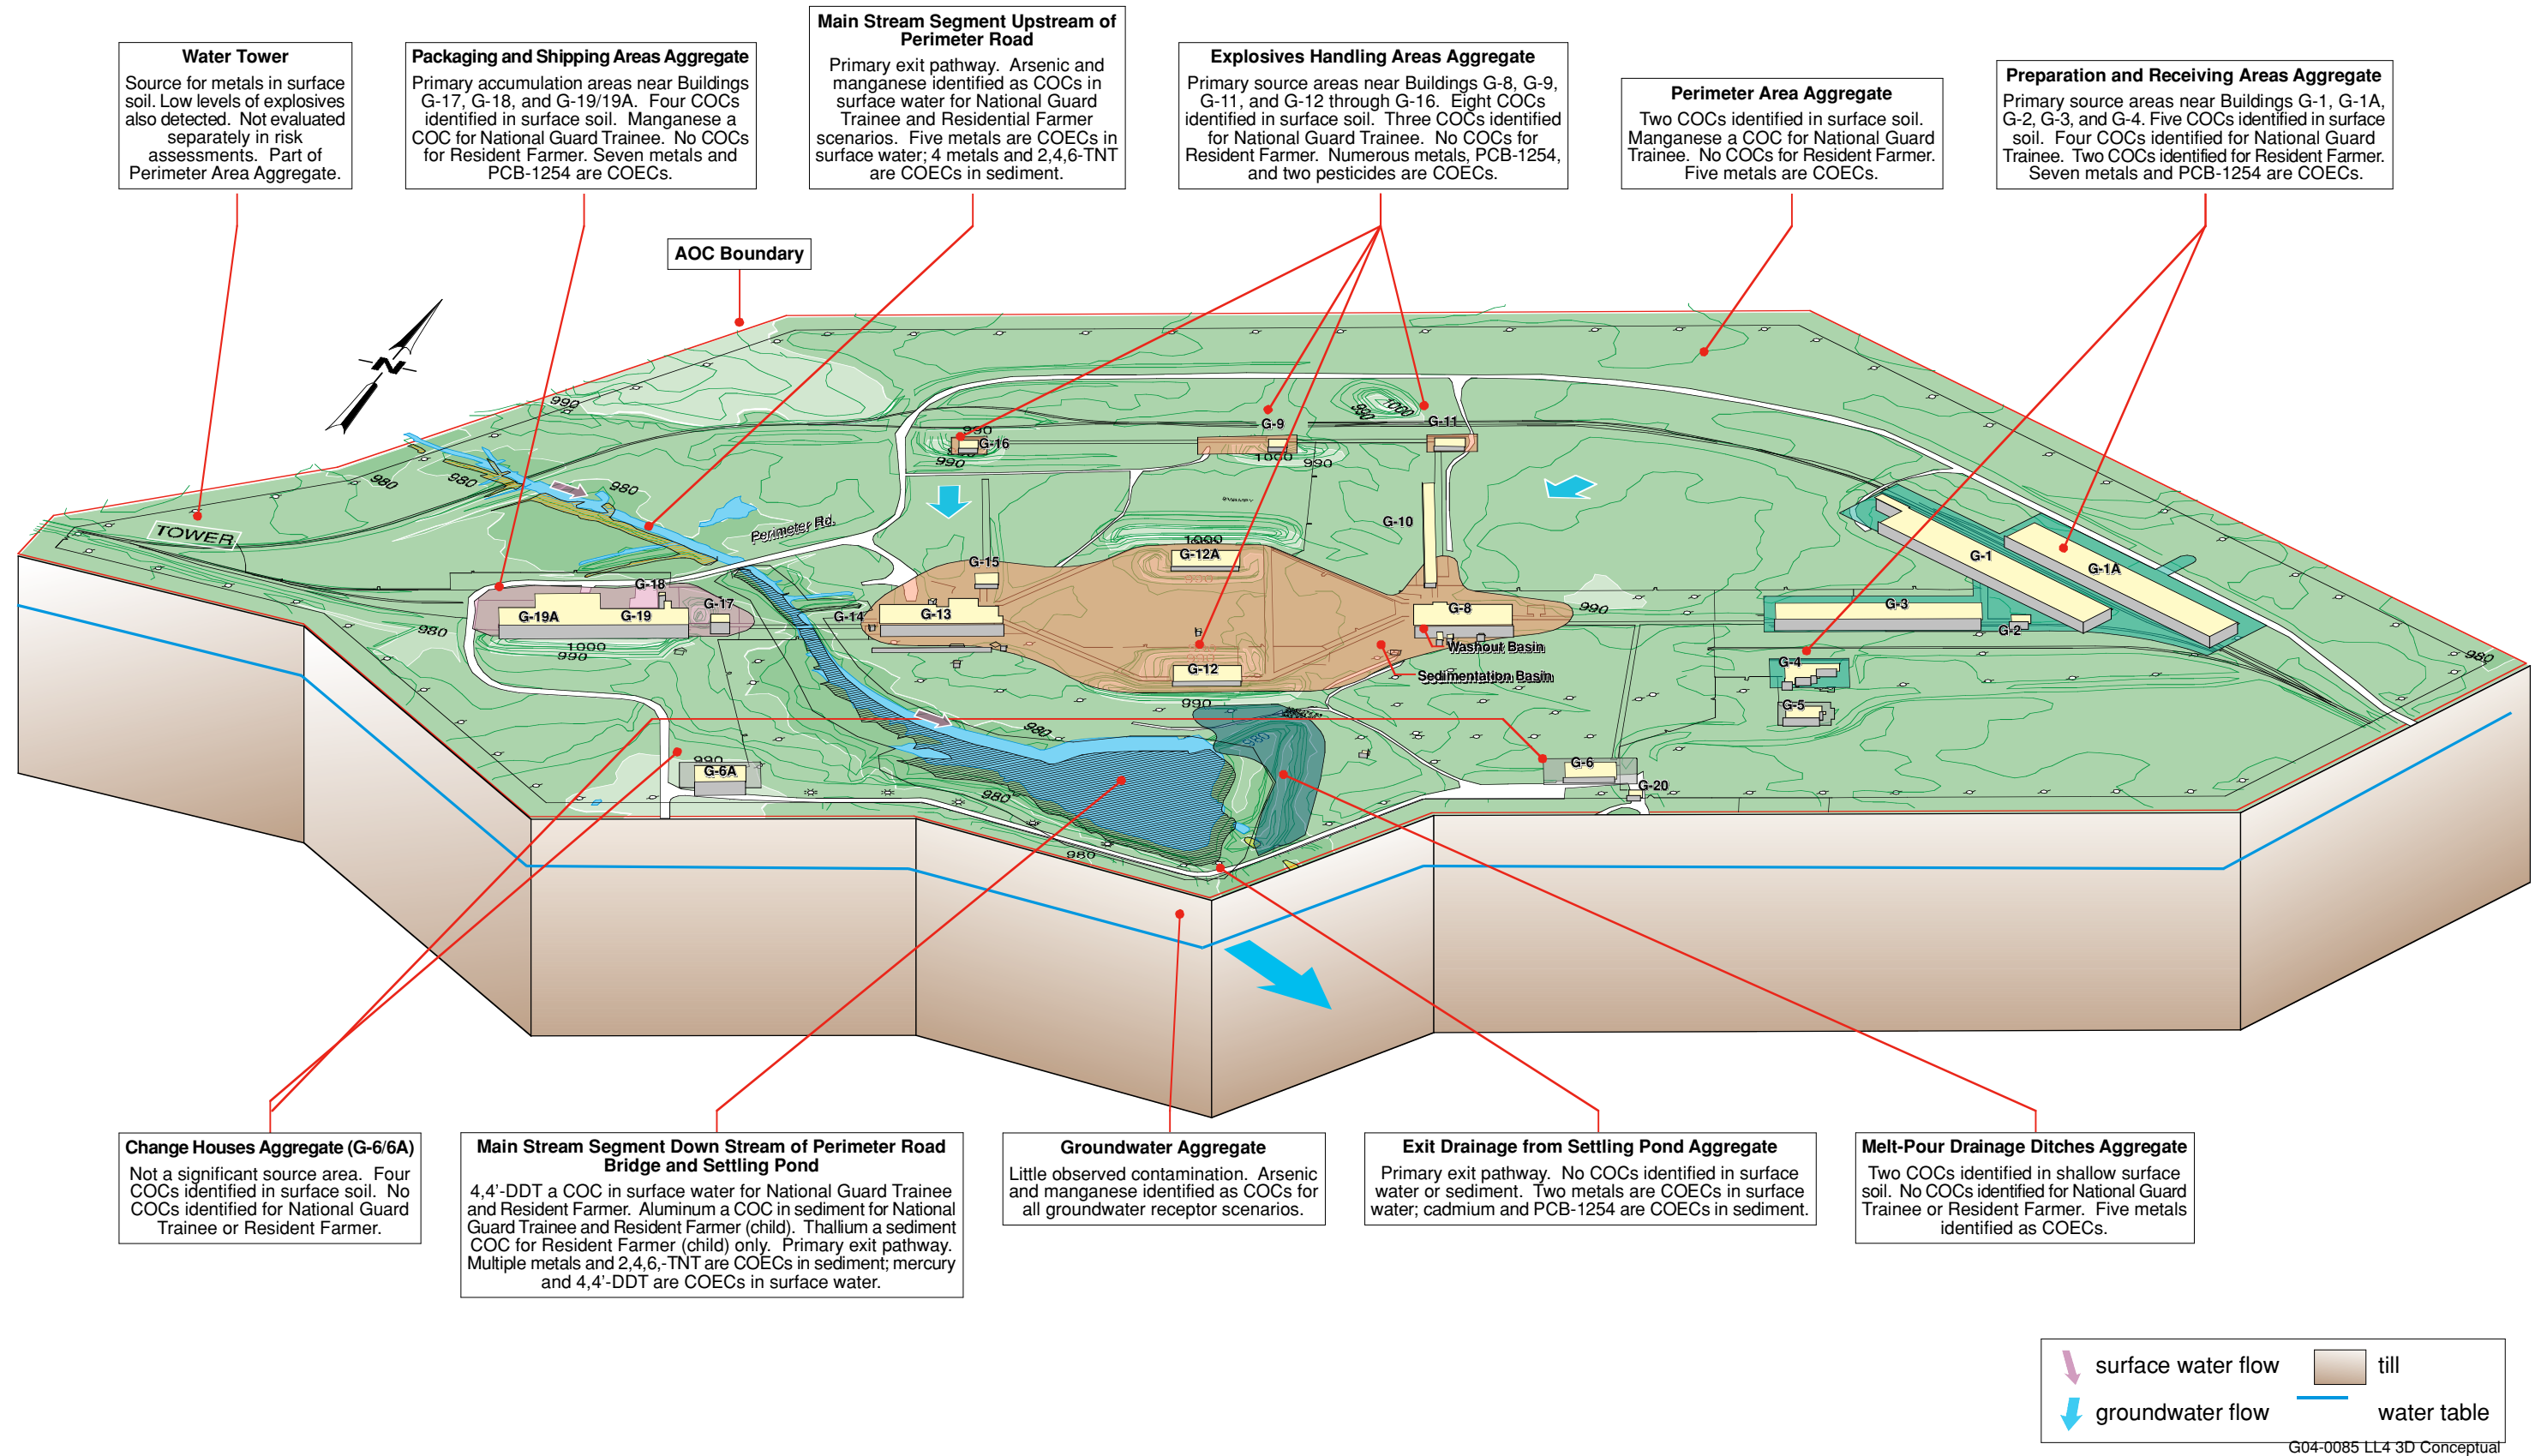 Water Tower
Source for metals in surface
soil. Low levels of explosives
also detected. Not evaluated
separately in risk
assessments. Part of
Perimeter Area Aggregate.
Packaging and Shipping Areas Aggregate
Primary accumulation areas near Buildings
G-17, G-18, and G-19/19A. Four COCs
identified in surface soil. Manganese a
COC for National Guard Trainee. No COCs
for Resident Farmer. Seven metals and
PCB-1254 are COECs.
Main Stream Segment Upstream of
Perimeter Road
Primary exit pathway. Arsenic and
manganese identified as COCs in
surface water for National Guard
Trainee and Residential Farmer
scenarios. Five metals are COECs in
surface water; 4 metals and 2,4,6-TNT
are COECs in sediment.
Explosives Handling Areas Aggregate
Primary source areas near Buildings G-8, G-9,
G-11, and G-12 through G-16. Eight COCs
identified in surface soil. Three COCs identified
for National Guard Trainee. No COCs for
Resident Farmer. Numerous metals, PCB-1254,
and two pesticides are COECs.
Perimeter Area Aggregate
Two COCs identified in surface soil.
Manganese a COC for National Guard
Trainee. No COCs for Resident Farmer.
Five metals are COECs.
Preparation and Receiving Areas Aggregate
Primary source areas near Buildings G-1, G-1A,
G-2, G-3, and G-4. Five COCs identified in surface
soil. Four COCs identified for National Guard
Trainee. Two COCs identified for Resident Farmer.
Seven metals and PCB-1254 are COECs.
AOC Boundary
N
990
980
1000
G-11
G-9
990
G-16
990
1000
990
980
980
980
G-10
Perimeter Rd.
TOWER
1000
G-12A
G-1
G-1A
G-15
G-18
G-17
G-19A
G-19
G-14
G-13
G-8
990
G-3
G-2
980
1000
990
Washout Basin
Sedimentation Basin
G-12
G-4
980
G-5
990
980
980
990
G-6A
G-6
G-20
980
980
Change Houses Aggregate (G-6/6A)
Not a significant source area. Four
COCs identified in surface soil. No
COCs identified for National Guard
Trainee or Resident Farmer.
Main Stream Segment Down Stream of Perimeter Road
Bridge and Settling Pond
4,4'-DDT a COC in surface water for National Guard Trainee
and Resident Farmer. Aluminum a COC in sediment for National
Guard Trainee and Resident Farmer (child). Thallium a sediment
COC for Resident Farmer (child) only. Primary exit pathway.
Multiple metals and 2,4,6,-TNT are COECs in sediment; mercury
and 4,4'-DDT are COECs in surface water.
Groundwater Aggregate
Little observed contamination. Arsenic
and manganese identified as COCs for
all groundwater receptor scenarios.
Exit Drainage from Settling Pond Aggregate
Primary exit pathway. No COCs identified in surface
water or sediment. Two metals are COECs in surface
water; cadmium and PCB-1254 are COECs in sediment.
Melt-Pour Drainage Ditches Aggregate
Two COCs identified in shallow surface
soil. No COCs identified for National Guard
Trainee or Resident Farmer. Five metals
identified as COECs.
surface water flow
till
groundwater flow
water table
G04-0085 LL4 3D Conceptual